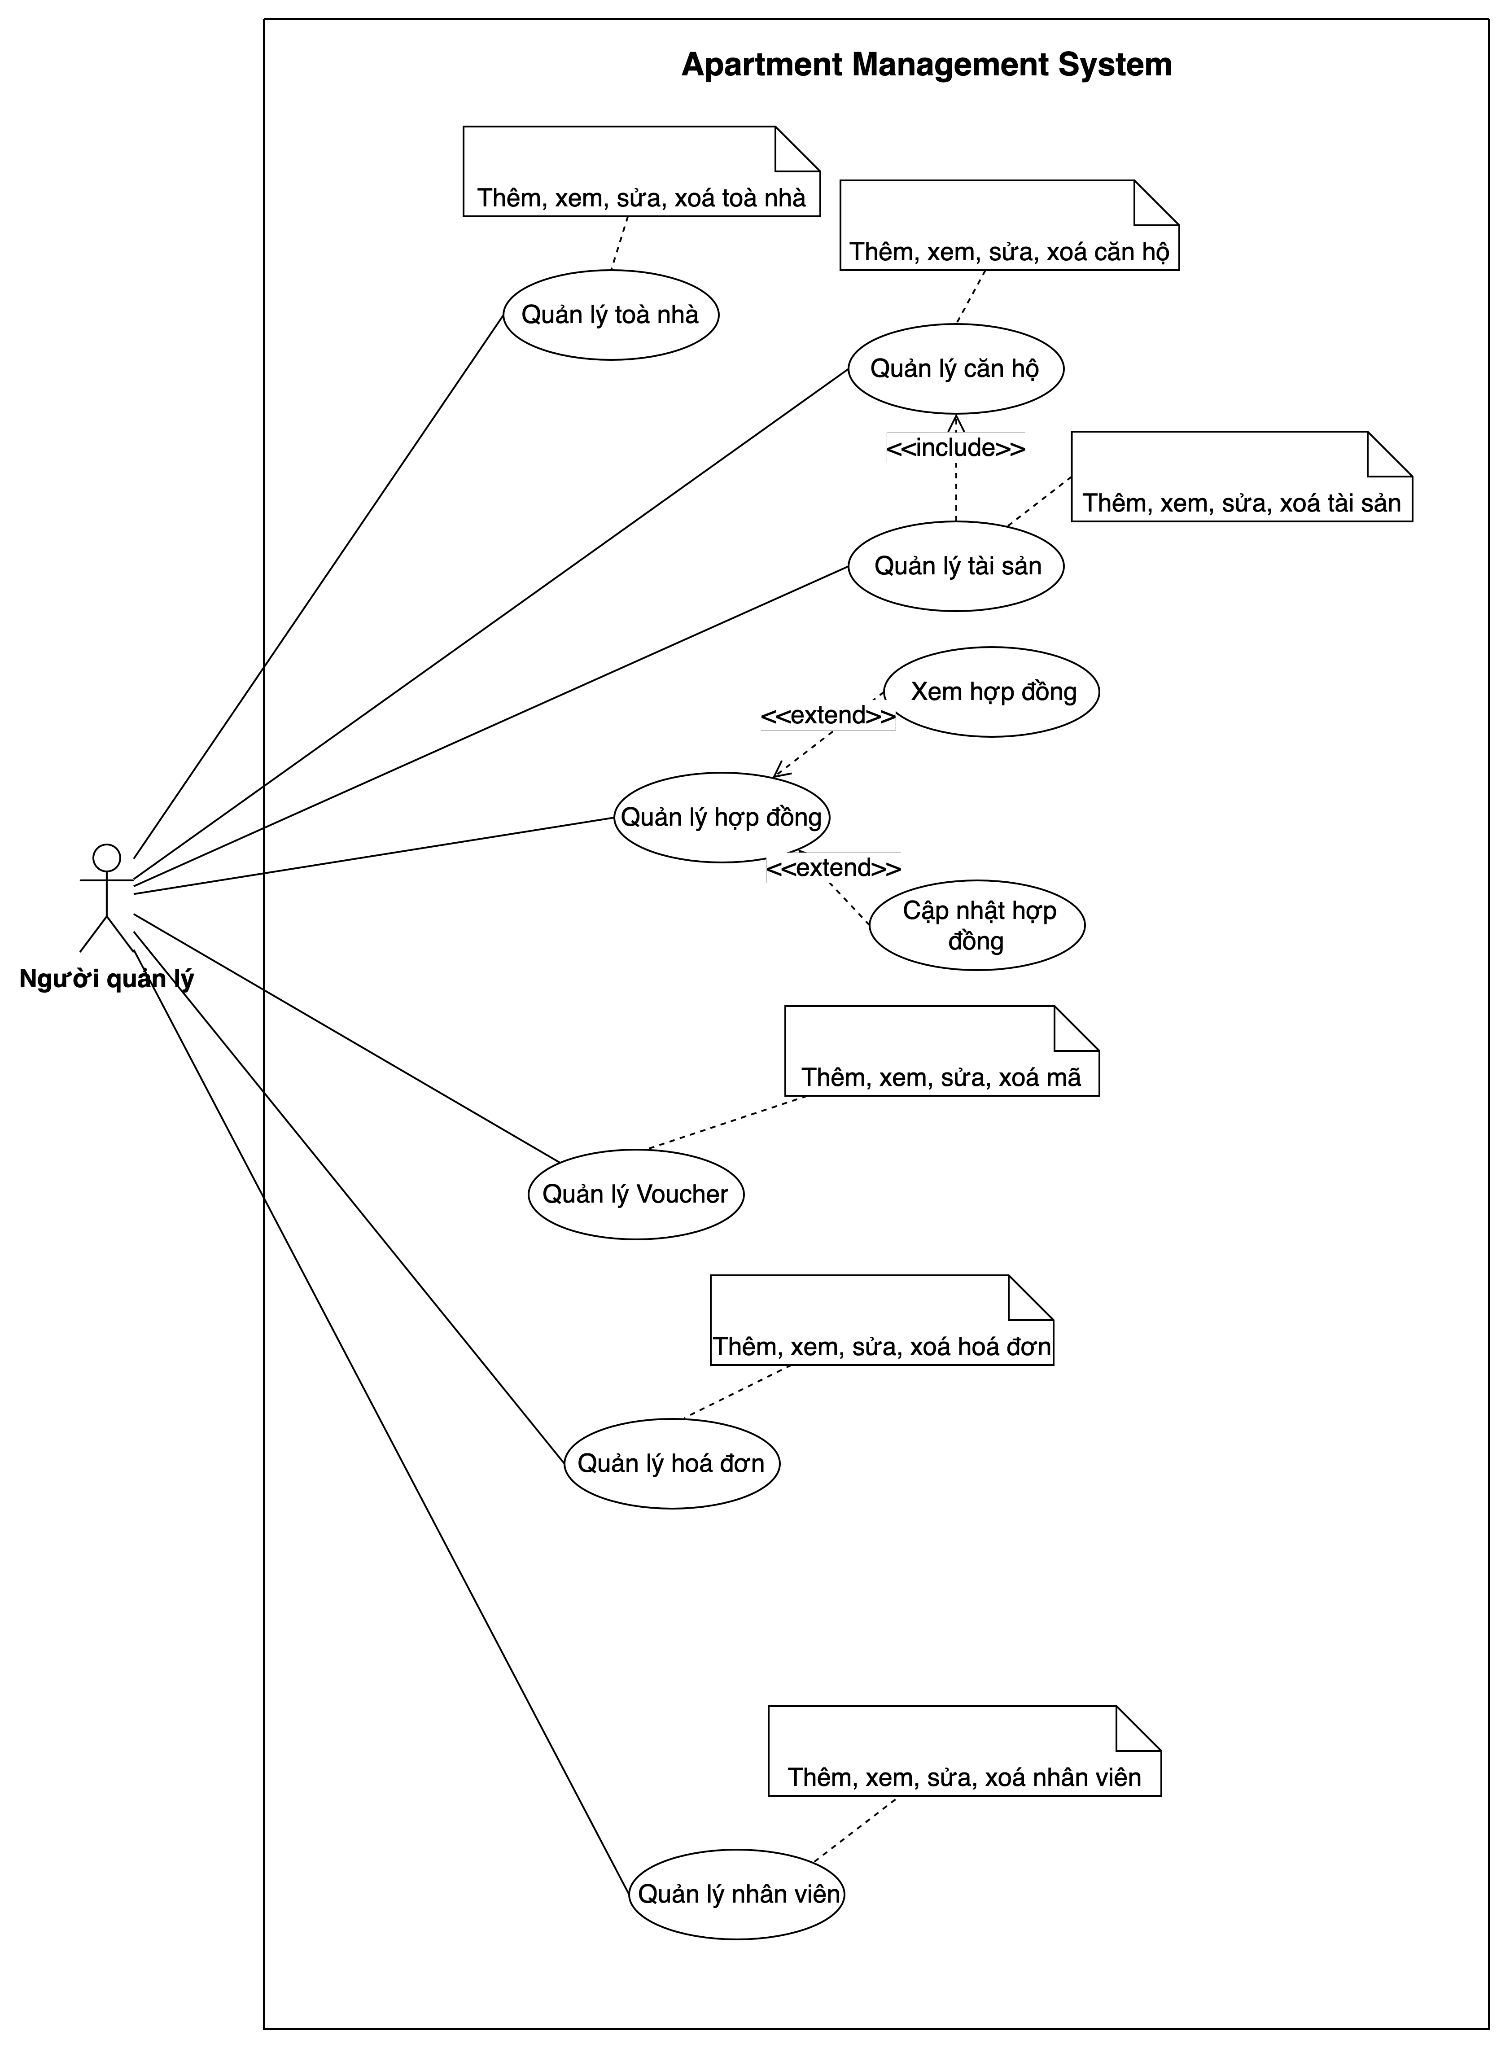 Apartment Management System
Thêm, xem, sửa, xoá toà nhà
Thêm, xem, sửa, xoá căn hộ
Quản lý toà nhà
Quản lý căn hộ
<<include>>
Thêm, xem, sửa, xoá tài sản
Quản lý tài sản
Xem hợp đồng
<<extend>>
Quản lý hợp đồng
<<extend>>
Cập nhật hợp
đồng
Người quản lý
Thêm, xem, sửa, xoá mã
Quản lý Voucher
Thêm, xem, sửa, xoá hoá đơn
Quản lý hoá đơn
Thêm, xem, sửa, xoá nhân viên
Quản lý nhân viên